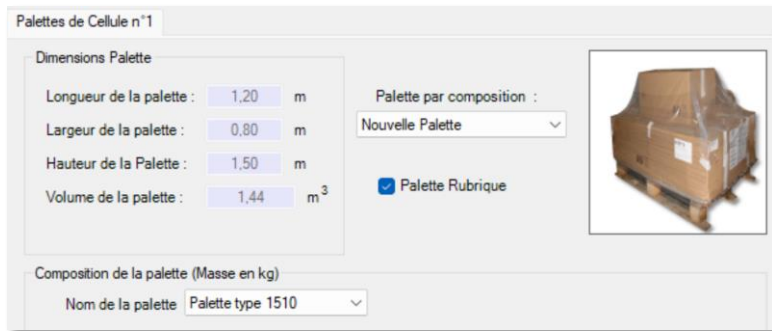 Palettes de Cellule n°1
Dimensions Palette
Longueur de la palette : 1,20 m
Largeur de la palette : 0,80 m
Hauteur de la Palette : 1,50 m
Volume de la palette : 1,44 m³
Palette par composition :
Nouvelle Palette
Palette Rubrique
Composition de la palette (Masse en kg)
Nom de la palette Palette type 1510